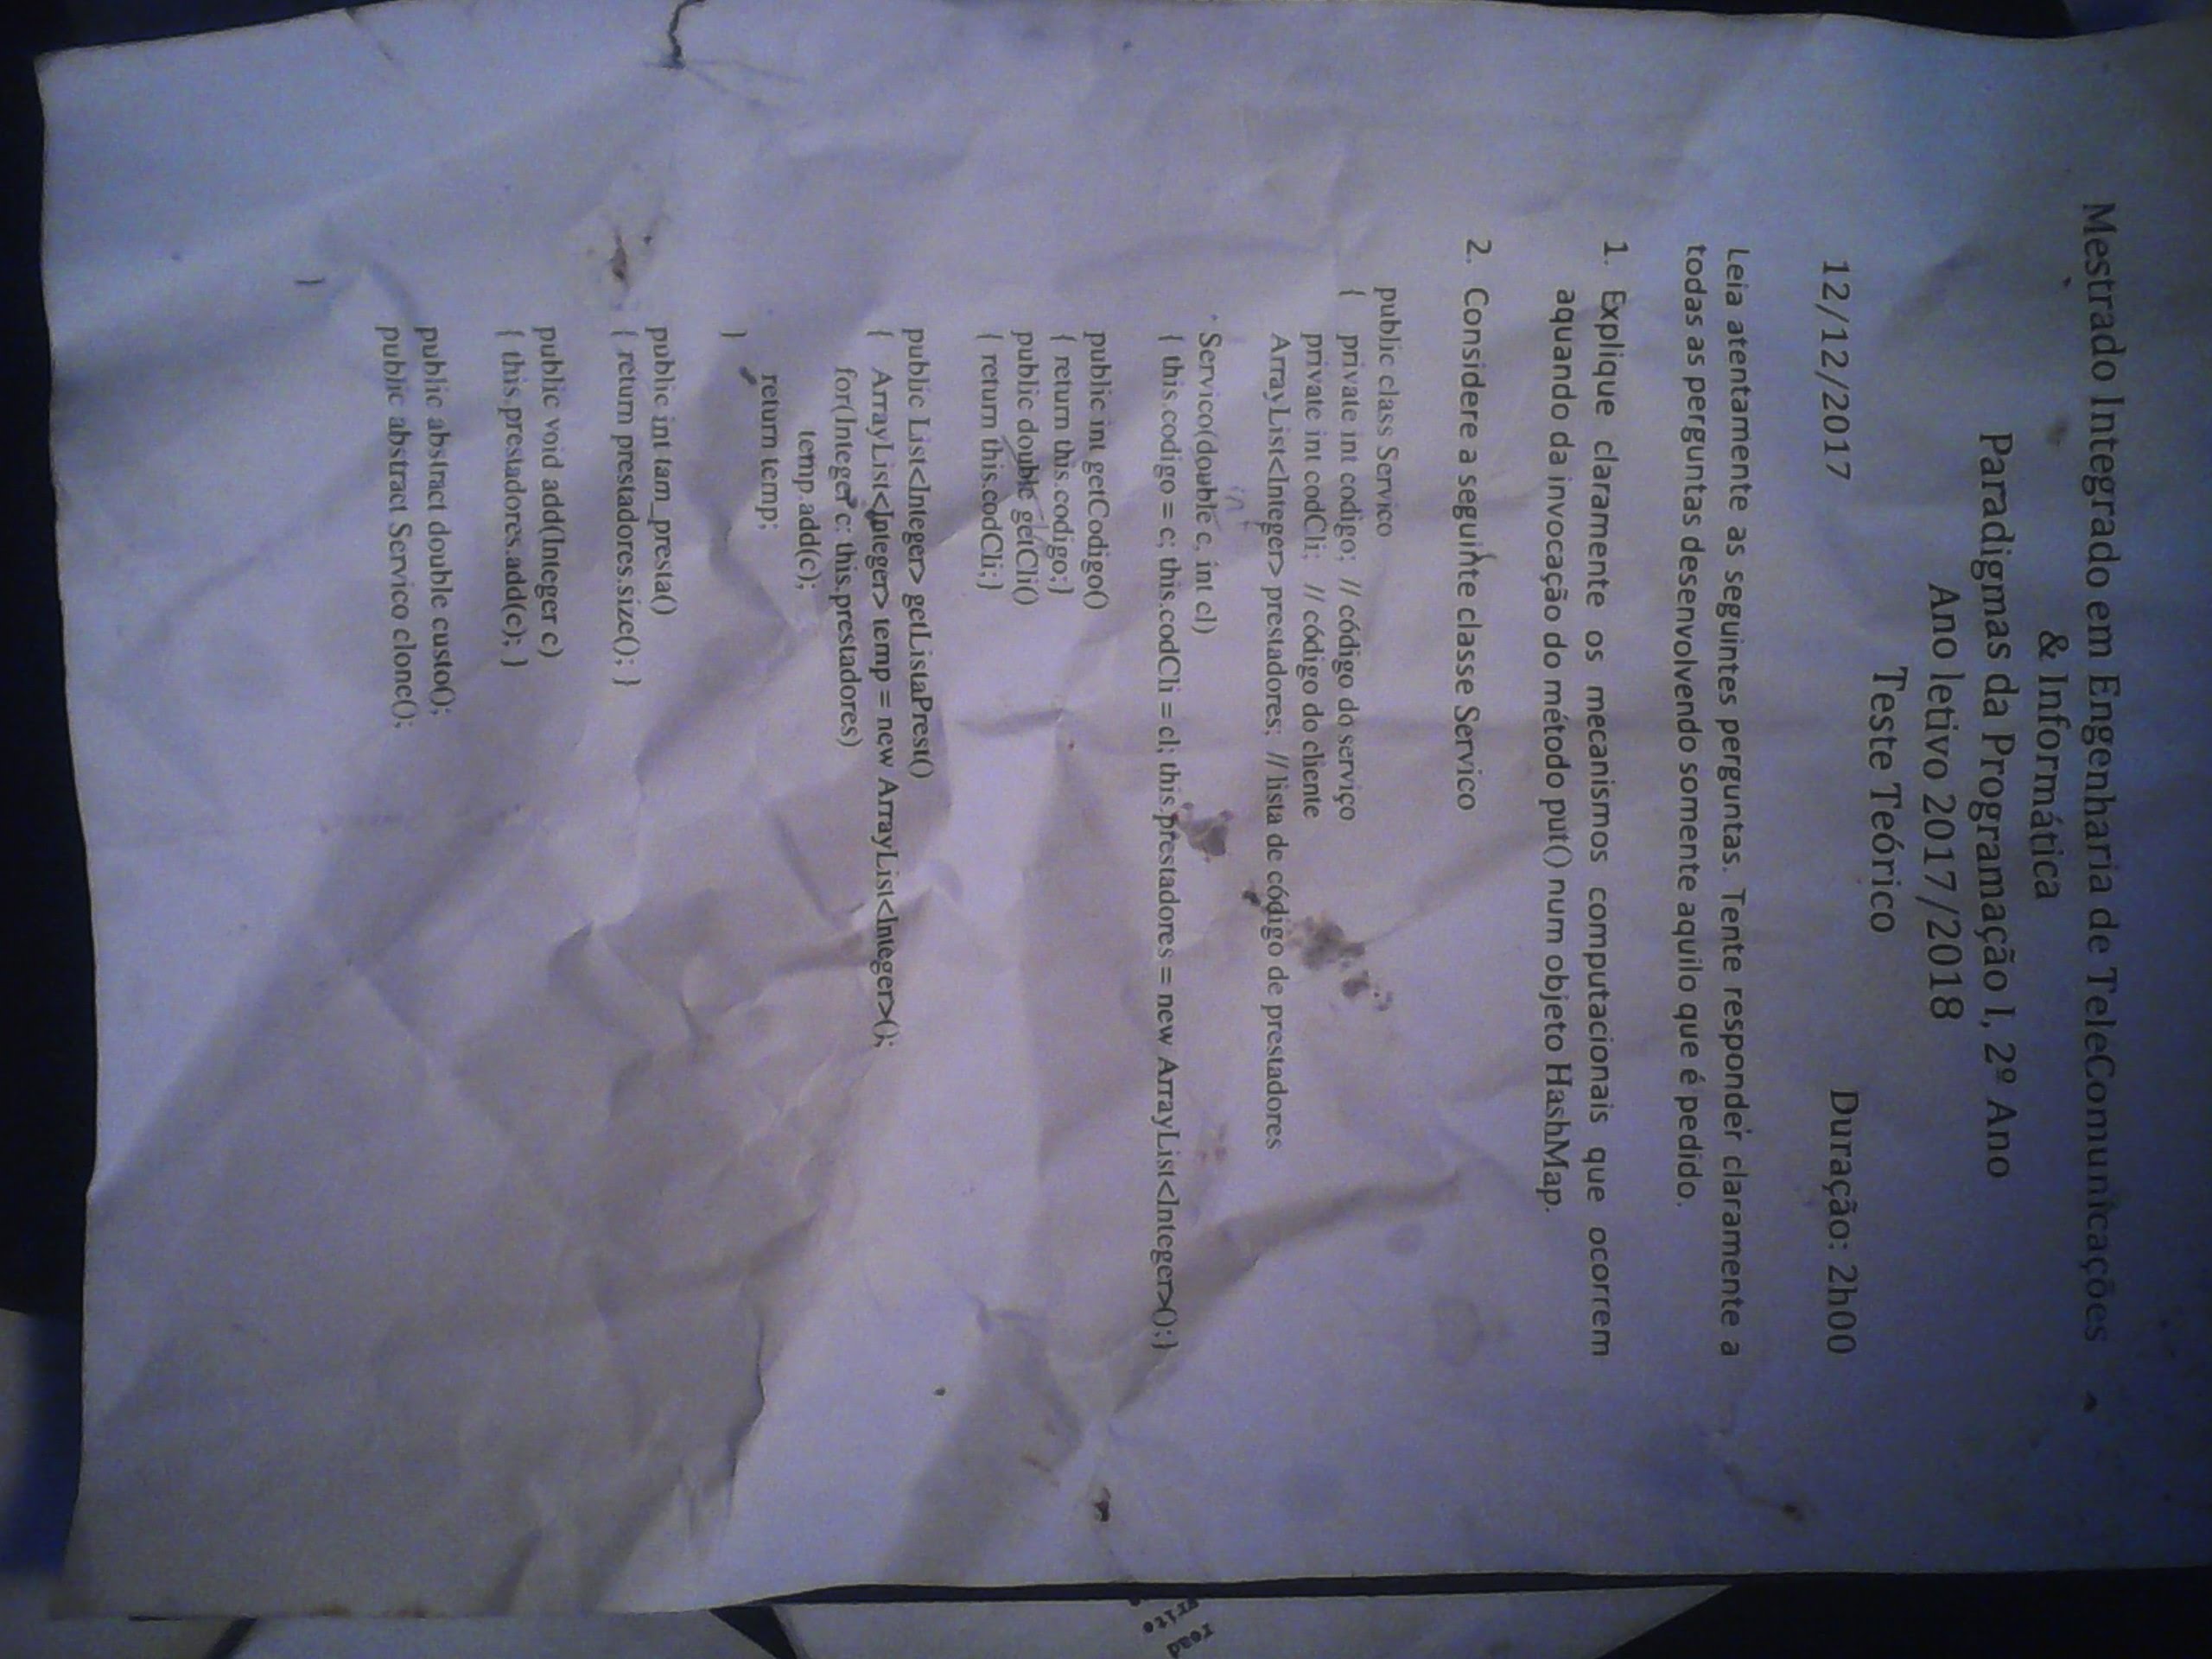 Mestrado Integrado em Engenharia de TeleComunicações
& Informática
Paradigmas da Programação I, 2º Ano
Ano letivo 2017/2018
Teste Teórico
12/12/2017 Duração: 2h00
Leia atentamente as seguintes perguntas. Tente responder claramente a
todas as perguntas desenvolvendo somente aquilo que é pedido.
1. Explique claramente os mecanismos computacionais que ocorrem
aquando da invocação do método put() num objeto HashMap.
2. Considere a seguinte classe Servico
public class Servico
{ private int codigo; // código do serviço
private int codCli; // código do cliente
ArrayList<Integer> prestadores; // lista de código de prestadores
int
Servico(double c, int cl)
{ this.codigo = c; this.codCli = cl; this.prestadores = new ArrayList<Integer>();}
public int getCodigo()
{ return this.codigo;}
public double getCli()
{ return this.codCli;}
public List<Integer> getListaPrest()
{ ArrayList<Integer> temp = new ArrayList<Integer>();
for(Integer c: this.prestadores)
temp.add(c);
return temp;
}
public int tam_presta()
{ return prestadores.size(); }
public void add(Integer c)
{ this.prestadores.add(c); }
public abstract double custo();
public abstract Servico clone();
}
read
write